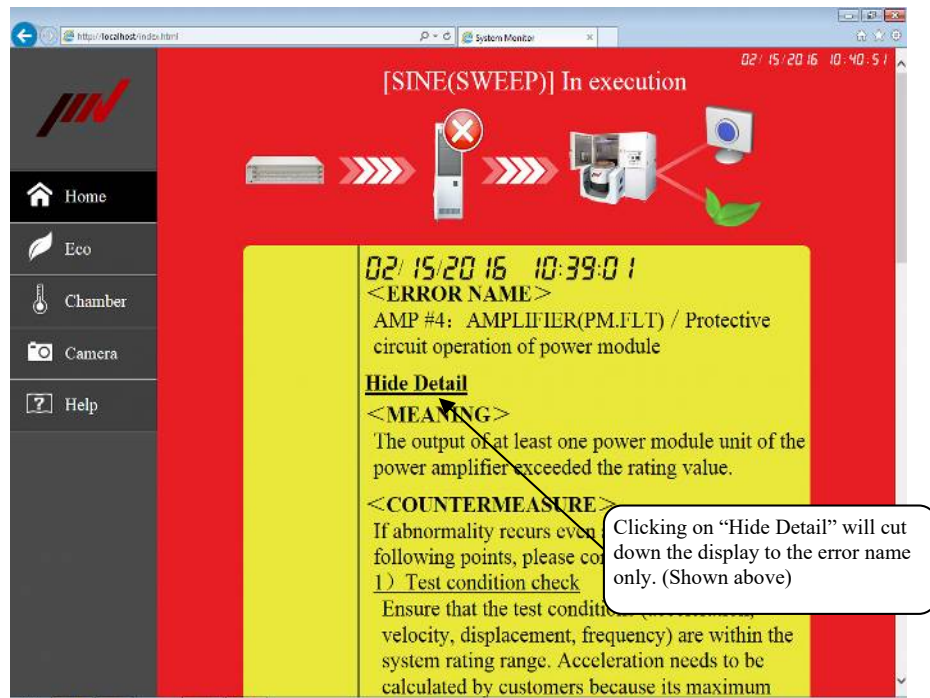 http://localhost/index.html
System Monitor
02/15/2016 10:40:51
[SINE(SWEEP)] In execution
Home
Eco
Chamber
Camera
Help
02/15/2016 10:39:01
<ERROR NAME>
AMP #4: AMPLIFIER(PM.FLT) / Protective
circuit operation of power module
Hide Detail
<MEANING>
The output of at least one power module unit of the
power amplifier exceeded the rating value.
<COUNTERMEASURE>
If abnormality recurs even
following points, please
1) Test condition check
Ensure that the test
velocity, displacement, frequency) are within the
system rating range. Acceleration needs to be
calculated by customers because its maximum
Clicking on “Hide Detail” will cut
down the display to the error name
only. (Shown above)